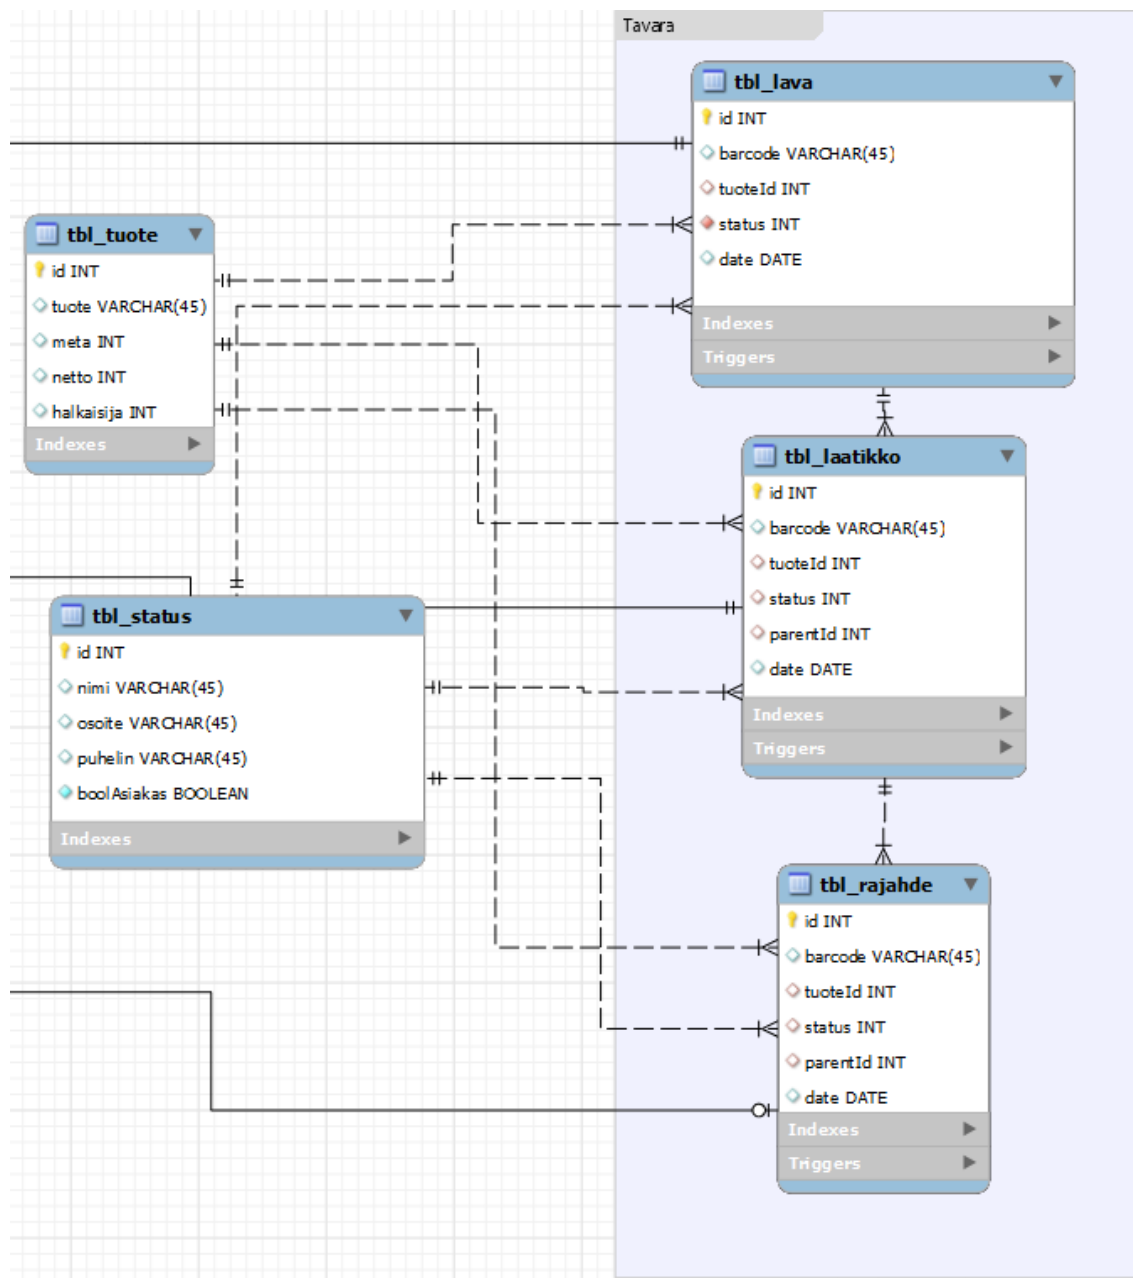 Tavara
tbl_lava
id INT
barcode VARCHAR(45)
tuoteId INT
status INT
date DATE
Indexes
Triggers
tbl_tuote
id INT
tuote VARCHAR(45)
meta INT
netto INT
halkaisija INT
Indexes
tbl_laatikko
id INT
barcode VARCHAR(45)
tuoteId INT
status INT
parentId INT
date DATE
Indexes
Triggers
tbl_status
id INT
nimi VARCHAR(45)
osoite VARCHAR(45)
puhelin VARCHAR(45)
boolAsiakas BOOLEAN
Indexes
tbl_rajahde
id INT
barcode VARCHAR(45)
tuoteId INT
status INT
parentId INT
date DATE
Indexes
Triggers